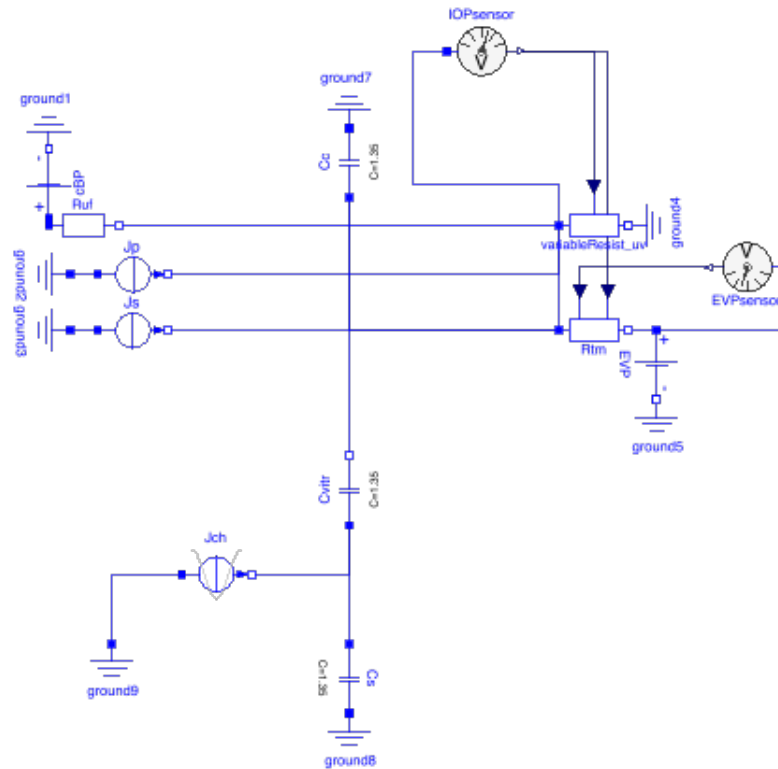 IOPsensor
ground7
ground1
Cc
C=1.35
- 
cBP
+
Ruf
ground4
variableResist_uv
ground2
Jp
EVPsensor
ground3
Js
Rtm
+
EVP
-
ground5
Cvitr
C=1.35
Jch
C=1.35
Cs
ground9
ground8